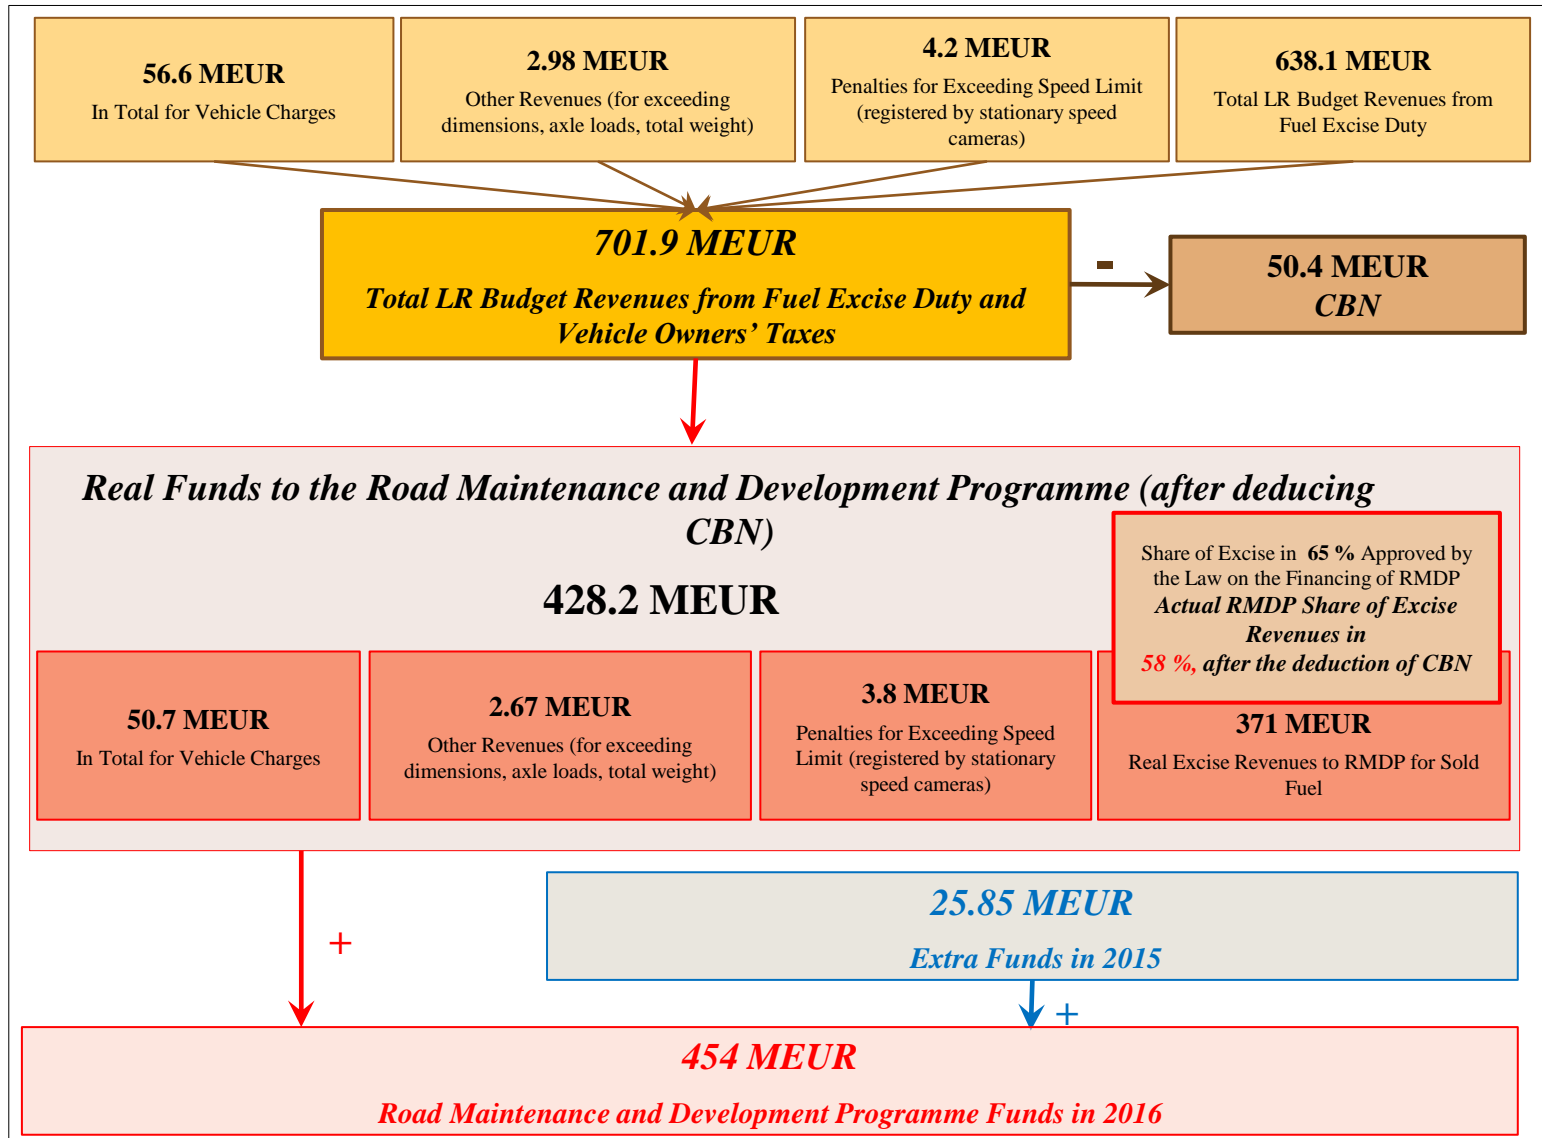 56.6 MEUR
In Total for Vehicle Charges
2.98 MEUR
Other Revenues (for exceeding
dimensions, axle loads, total weight)
4.2 MEUR
Penalties for Exceeding Speed Limit
(registered by stationary speed
cameras)
638.1 MEUR
Total LR Budget Revenues from
Fuel Excise Duty
701.9 MEUR
Total LR Budget Revenues from Fuel Excise Duty and
Vehicle Owners' Taxes
-
50.4 MEUR
CBN
Real Funds to the Road Maintenance and Development Programme (after deducing
CBN)
428.2 MEUR
Share of Excise in 65 % Approved by
the Law on the Financing of RMDP
Actual RMDP Share of Excise
Revenues in
58 %, after the deduction of CBN
50.7 MEUR
In Total for Vehicle Charges
2.67 MEUR
Other Revenues (for exceeding
dimensions, axle loads, total weight)
3.8 MEUR
Penalties for Exceeding Speed
Limit (registered by stationary
speed cameras)
371 MEUR
Real Excise Revenues to RMDP for Sold
Fuel
+
25.85 MEUR
Extra Funds in 2015
+
454 MEUR
Road Maintenance and Development Programme Funds in 2016